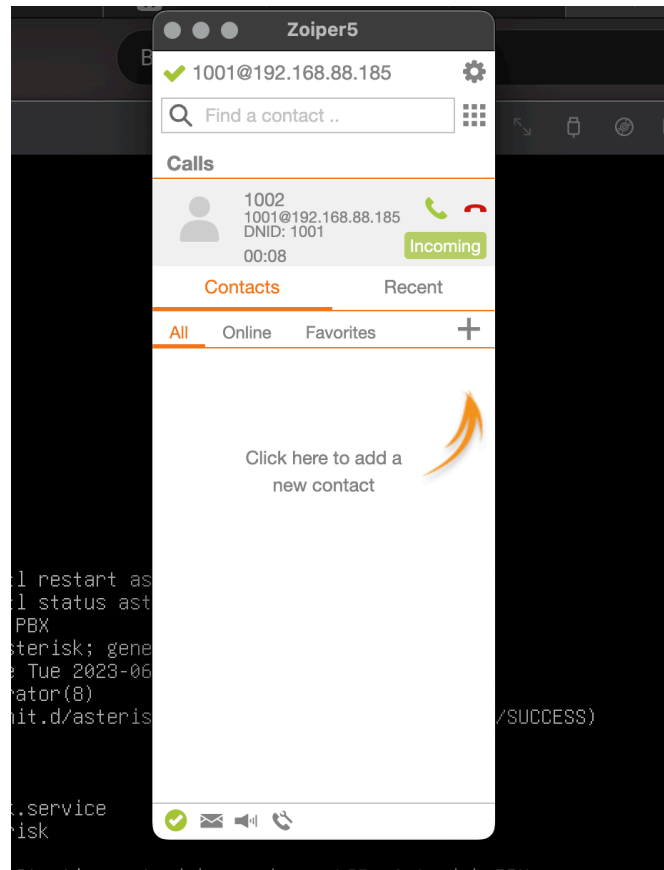 Zoiper5
B
1001@192.168.88.185
Find a contact ..
Calls
1002
1001@192.168.88.185
DNID: 1001
00:08
Incoming
Contacts
Recent
All
Online
Favorites
Click here to add a
new contact
l restart as
l status ast
PBX
sterisk; gene
Tue 2023-06
rator(8)
nit.d/asteris
/SUCCESS)
.service
risk